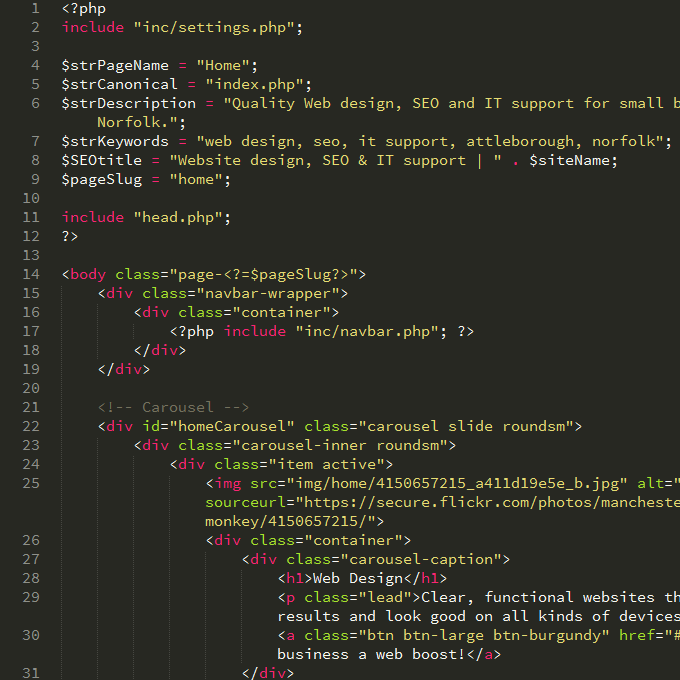 1 <?php
2 include "inc/settings.php";
3
4 $strPageName = "Home";
5 $strCanonical = "index.php";
6 $strDescription = "Quality Web design, SEO and IT support for small b
Norfolk.";
7 $strKeywords = "web design, seo, it support, attleborough, norfolk";
8 $SEOtitle = "Website design, SEO & IT support | " . $siteName;
9 $pageSlug = "home";
10
11 include "head.php";
12 ?>
13
14 <body class="page-<?=$pageSlug?>">
15 <div class="navbar-wrapper">
16 <div class="container">
17 <?php include "inc/navbar.php"; ?>
18 </div>
19 </div>
20
21 <!-- Carousel -->
22 <div id="homeCarousel" class="carousel slide roundsm">
23 <div class="carousel-inner roundsm">
24 <div class="item active">
25 <img src="img/home/4150657215_a411d19e5e_b.jpg" alt="
sourceurl="https://secure.flickr.com/photos/mancheste
monkey/4150657215/">
26 <div class="container">
27 <div class="carousel-caption">
28 <h1>Web Design</h1>
29 <p class="lead">Clear, functional websites th
results and look good on all kinds of devices
30 <a class="btn btn-large btn-burgundy" href="#
business a web boost!</a>
31 </div>